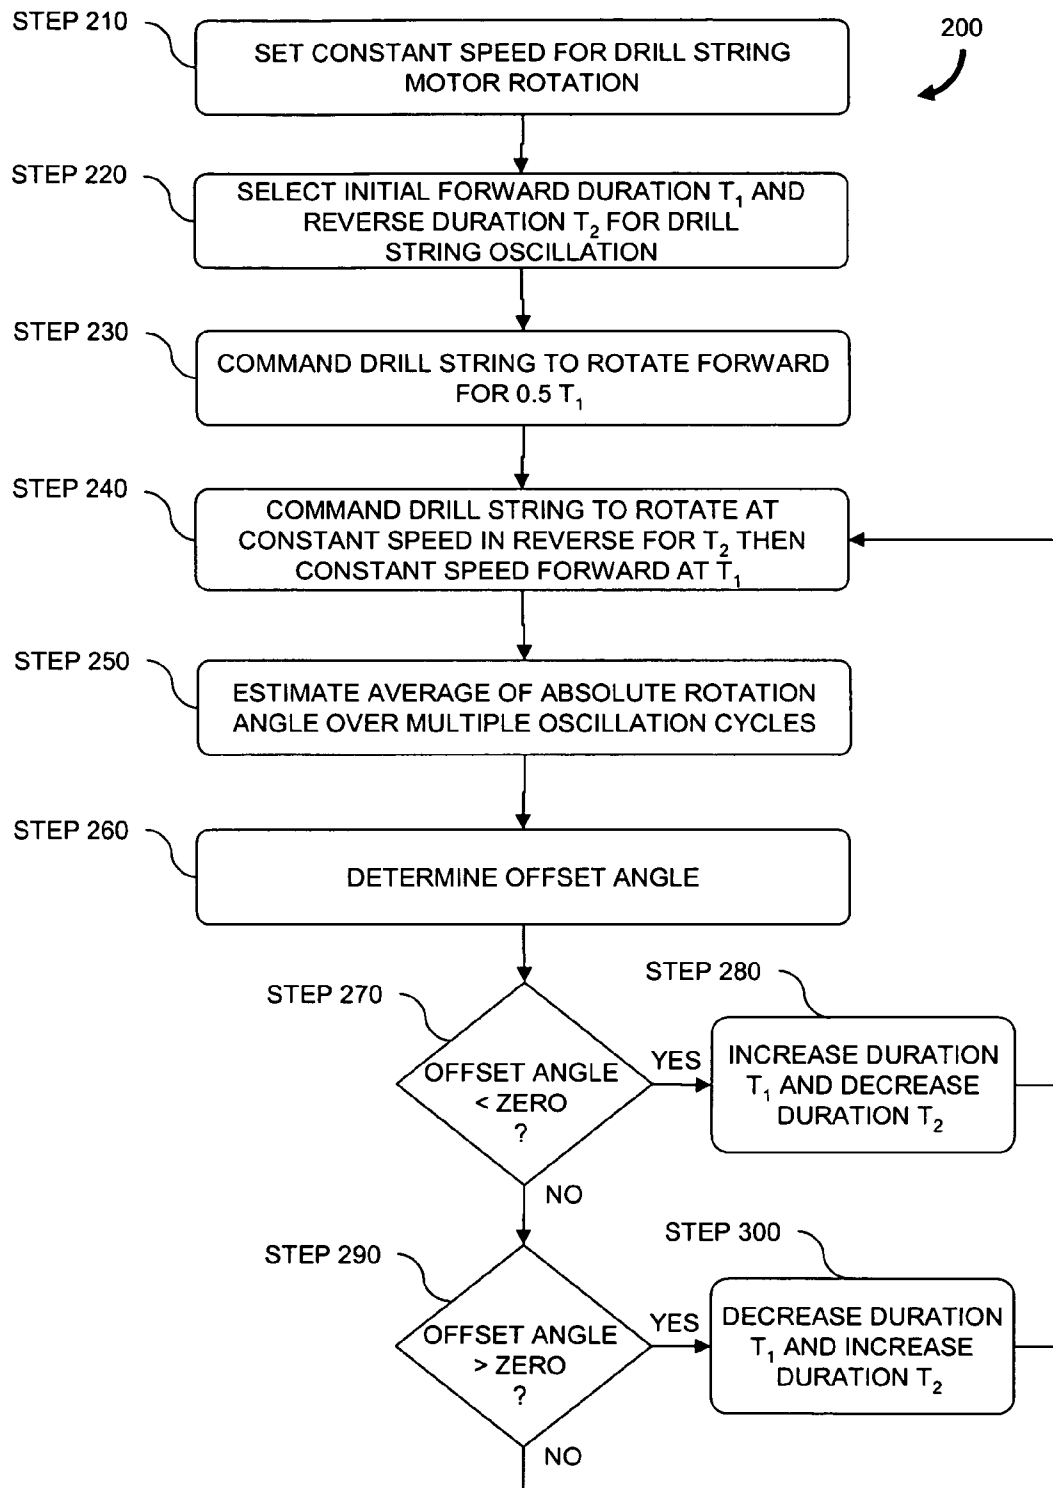 STEP 210
SET CONSTANT SPEED FOR DRILL STRING
MOTOR ROTATION
200
STEP 220
SELECT INITIAL FORWARD DURATION T₁ AND
REVERSE DURATION T₂ FOR DRILL
STRING OSCILLATION
STEP 230
COMMAND DRILL STRING TO ROTATE FORWARD
FOR 0.5 T₁
STEP 240
COMMAND DRILL STRING TO ROTATE AT
CONSTANT SPEED IN REVERSE FOR T₂ THEN
CONSTANT SPEED FORWARD AT T₁
STEP 250
ESTIMATE AVERAGE OF ABSOLUTE ROTATION
ANGLE OVER MULTIPLE OSCILLATION CYCLES
STEP 260
DETERMINE OFFSET ANGLE
STEP 270
OFFSET ANGLE
< ZERO
?
YES
NO
STEP 280
INCREASE DURATION
T₁ AND DECREASE
DURATION T₂
STEP 290
OFFSET ANGLE
> ZERO
?
YES
NO
STEP 300
DECREASE DURATION
T₁ AND INCREASE
DURATION T₂